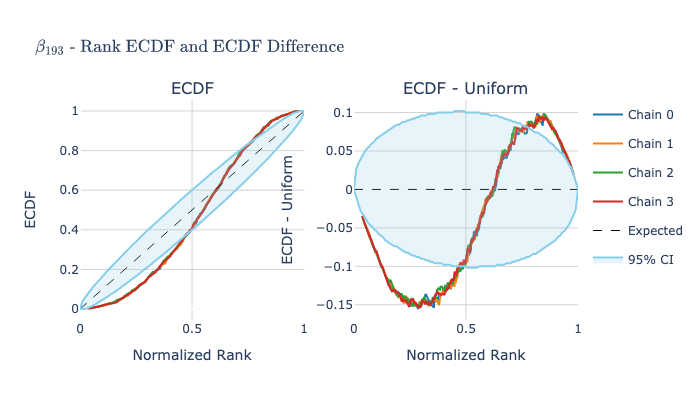 β₁₉₃ - Rank ECDF and ECDF Difference
ECDF
ECDF - Uniform
ECDF
1
0.8
0.6
0.4
0.2
0
0
0.5
1
Normalized Rank
ECDF - Uniform
0.1
0.05
0
−0.05
−0.1
−0.15
0
0.5
1
Normalized Rank
Chain 0
Chain 1
Chain 2
Chain 3
Expected
95% CI